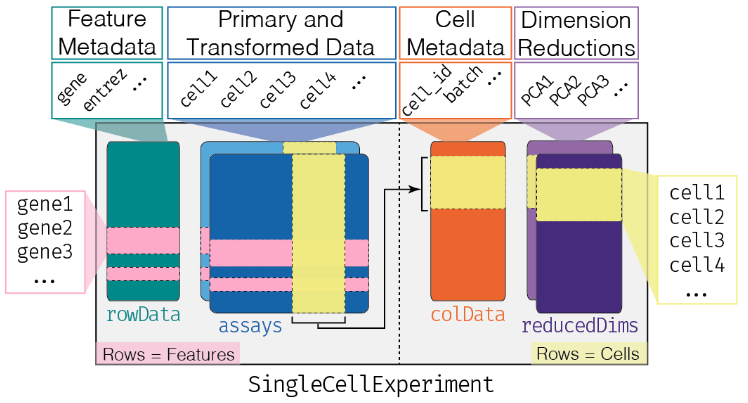 Feature
Metadata
Primary and
Transformed Data
Cell
Metadata
Dimension
Reductions
gene
entrez
...
cell1
cell2
cell3
cell4
...
cell_id
batch
...
PCA1
PCA2
PCA3
...
gene1
gene2
gene3
...
cell1
cell2
cell3
cell4
...
rowData
assays
colData
reducedDims
Rows = Features
Rows = Cells
SingleCellExperiment